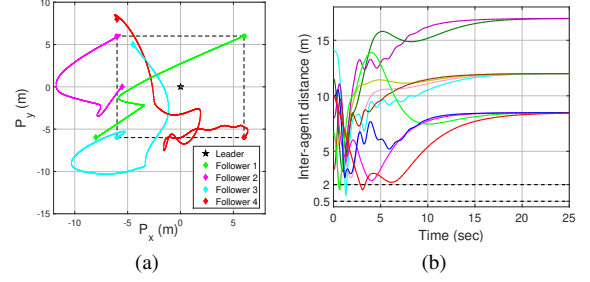 10
5
0
-5
-10
-15
P_y (m)
-10
-5
0
5
P_x (m)
Leader
Follower 1
Follower 2
Follower 3
Follower 4
(a)
15
10
5
2
0.5
Inter-agent distance (m)
0 5 10 15 20 25
Time (sec)
(b)